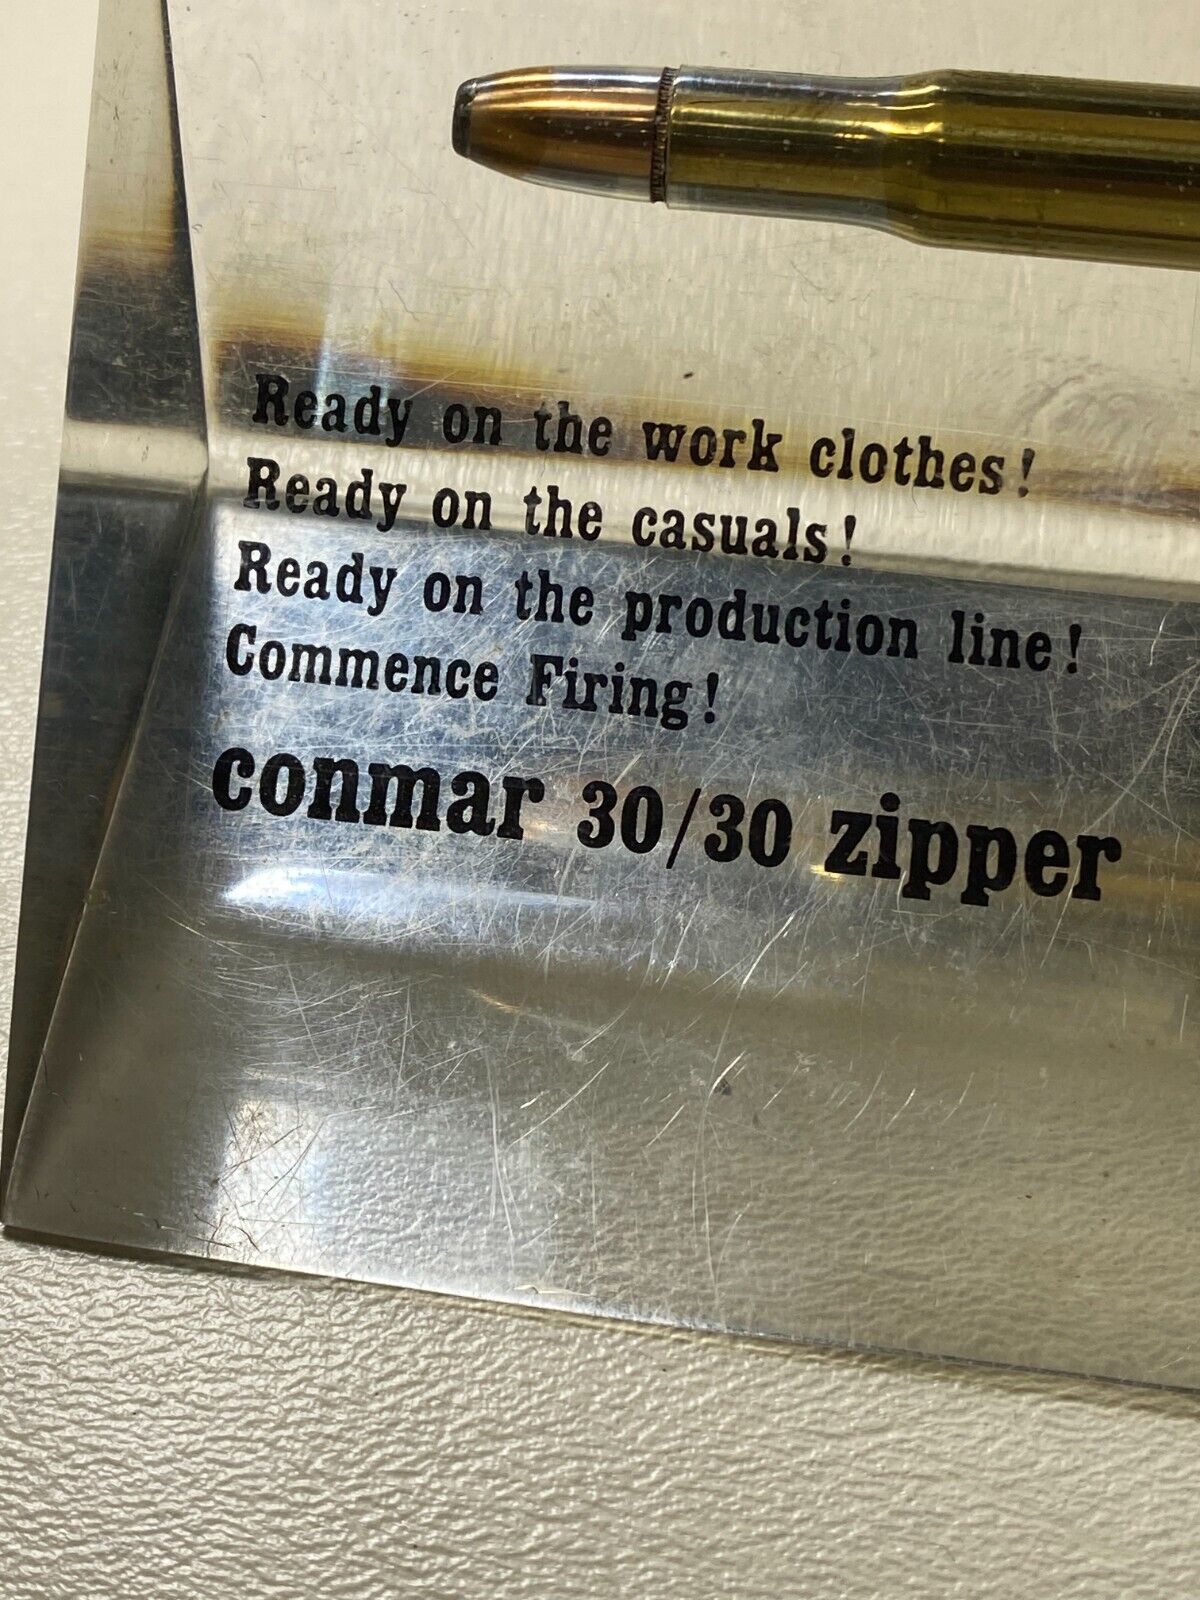 Ready on the work clothes!
Ready on the casuals!
Ready on the production line!
Commence Firing!
conmar 30/30 zipper